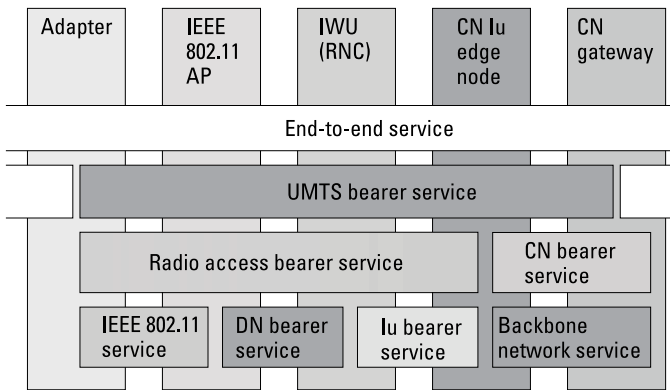 Adapter
IEEE
802.11
AP
IWU
(RNC)
CN Iu
edge
node
CN
gateway
End-to-end service
UMTS bearer service
Radio access bearer service
CN bearer
service
IEEE 802.11
service
DN bearer
service
Iu bearer
service
Backbone
network service